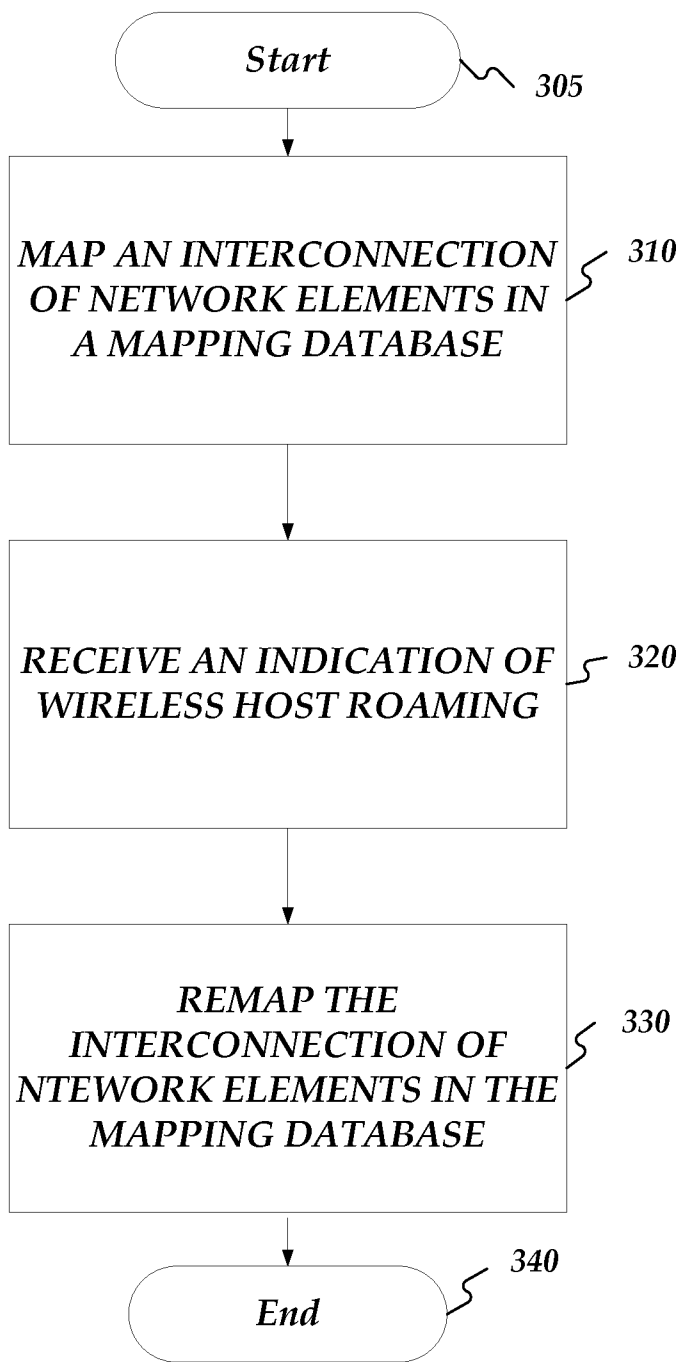 Start
305
MAP AN INTERCONNECTION
OF NETWORK ELEMENTS IN
A MAPPING DATABASE
310
RECEIVE AN INDICATION OF
WIRELESS HOST ROAMING
320
REMAP THE
INTERCONNECTION OF
NTEWORK ELEMENTS IN THE
MAPPING DATABASE
330
End
340